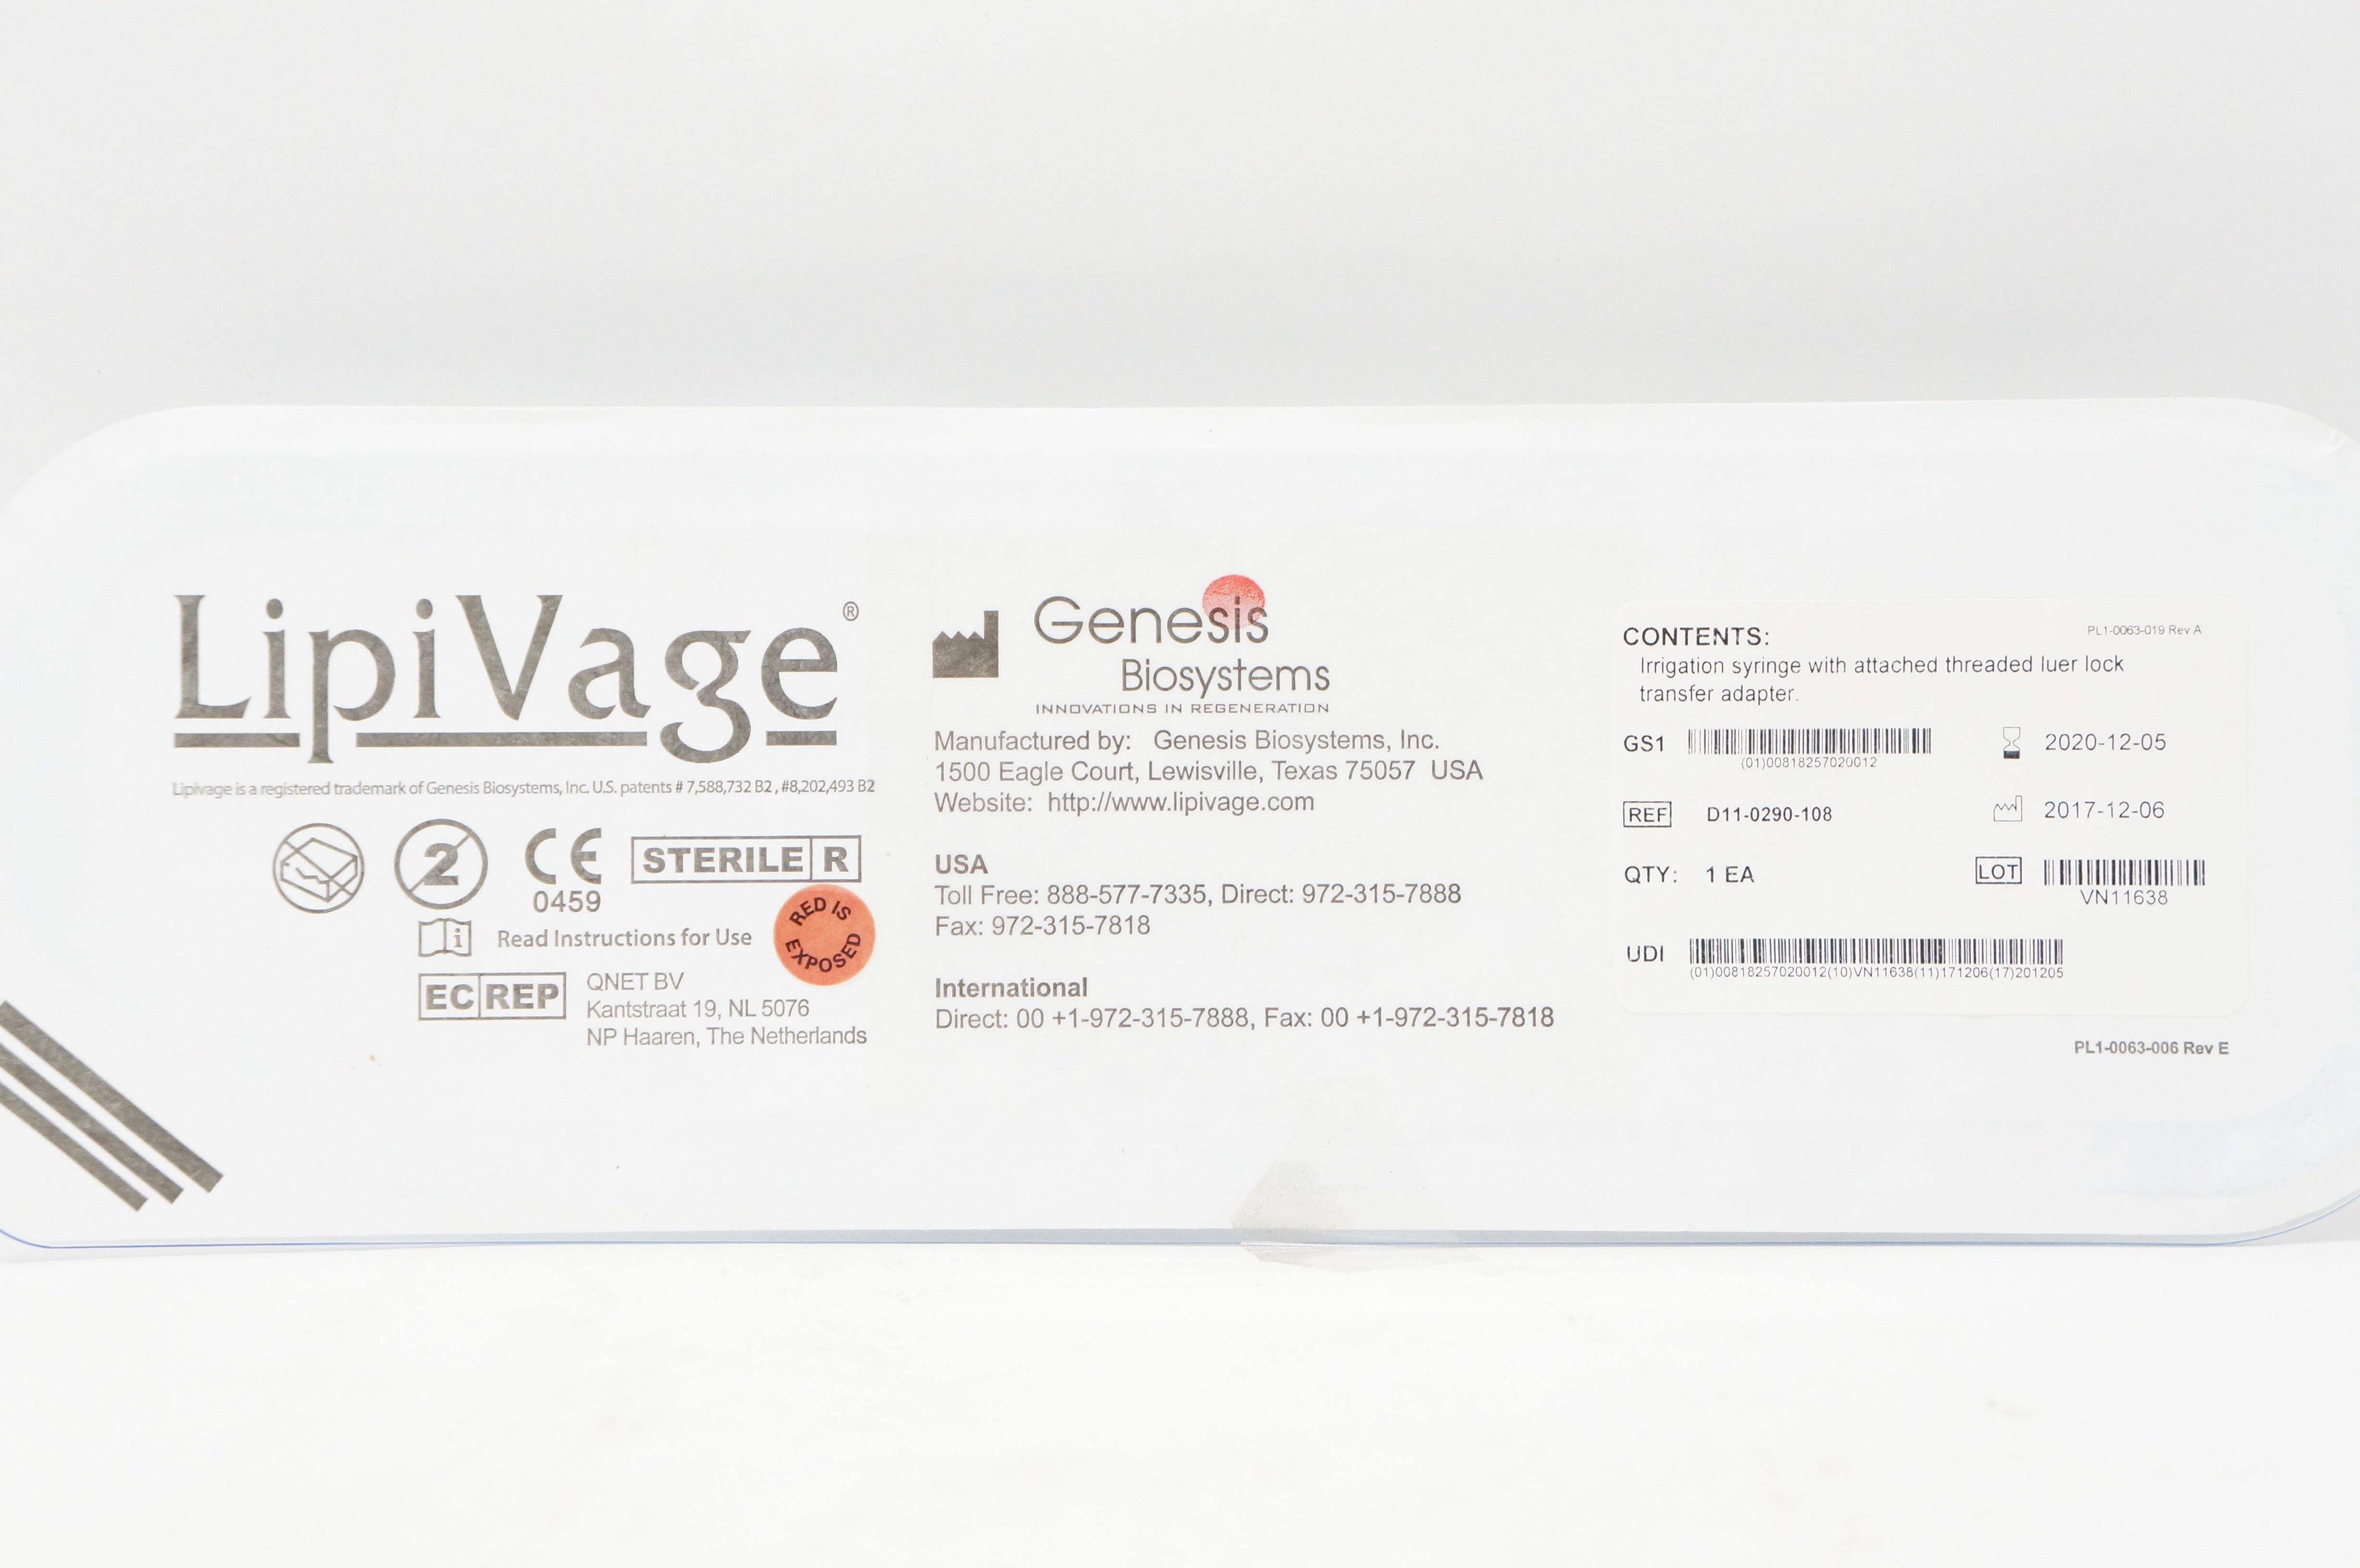 LipiVage®
Lipivage is a registered trademark of Genesis Biosystems, Inc. U.S. patents # 7,588,732 B2 , #8,202,493 B2
2
CE
0459
STERILE R
RED IS
EXPOSED
i
Read Instructions for Use
EC REP
QNET BV
Kantstraat 19, NL 5076
NP Haaren, The Netherlands
Genesis
Biosystems
INNOVATIONS IN REGENERATION
Manufactured by: Genesis Biosystems, Inc.
1500 Eagle Court, Lewisville, Texas 75057 USA
Website: http://www.lipivage.com
USA
Toll Free: 888-577-7335, Direct: 972-315-7888
Fax: 972-315-7818
International
Direct: 00 +1-972-315-7888, Fax: 00 +1-972-315-7818
PL1-0063-019 Rev A
CONTENTS:
Irrigation syringe with attached threaded luer lock
transfer adapter.
GS1
(01)00818257020012
2020-12-05
REF D11-0290-108
2017-12-06
QTY: 1 EA
LOT
VN11638
UDI
(01)00818257020012(10)VN11638(11)171206(17)201205
PL1-0063-006 Rev E